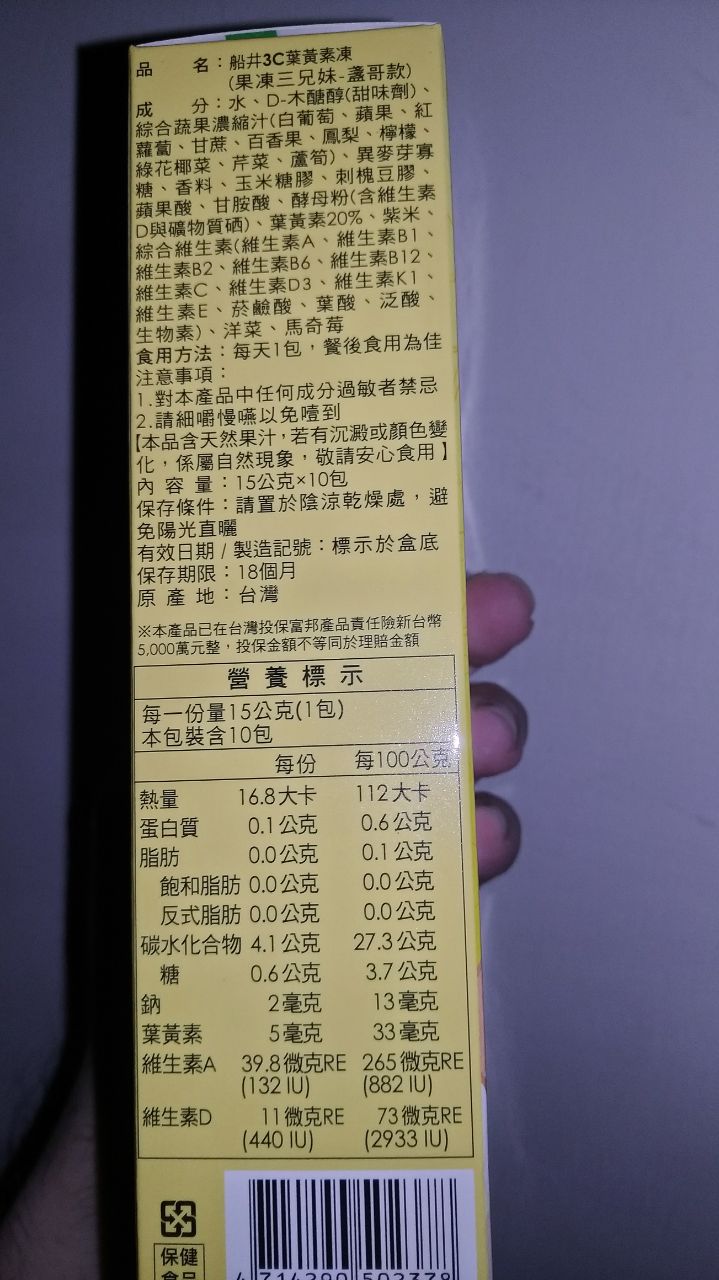 品　　名：船井3C葉黃素凍
(果凍三兄妹-盞哥款)
成　　分：水、D-木醣醇(甜味劑)、
綜合蔬果濃縮汁(白葡萄、蘋果、紅
蘿蔔、甘蔗、百香果、鳳梨、檸檬、
綠花椰菜、芹菜、蘆筍)、異麥芽寡
糖、香料、玉米糖膠、刺槐豆膠、
蘋果酸、甘胺酸、酵母粉(含維生素
D與礦物質硒)、葉黃素20%、紫米、
綜合維生素(維生素A、維生素B1、
維生素B2、維生素B6、維生素B12、
維生素C、維生素D3、維生素K1、
維生素E、菸鹼酸、葉酸、泛酸、
生物素)、洋菜、馬奇莓
食用方法：每天1包，餐後食用為佳
注意事項：
1.對本產品中任何成分過敏者禁忌
2.請細嚼慢嚥以免噎到
【本品含天然果汁，若有沉澱或顏色變
化，係屬自然現象，敬請安心食用】
內 容 量：15公克×10包
保存條件：請置於陰涼乾燥處，避
免陽光直曬
有效日期/製造記號：標示於盒底
保存期限：18個月
原 產 地：台灣
※本產品已在台灣投保富邦產品責任險新台幣
5,000萬元整，投保金額不等同於理賠金額
營養標示
每一份量15公克(1包)
本包裝含10包
每份 每100公克
熱量 16.8大卡 112大卡
蛋白質 0.1公克 0.6公克
脂肪 0.0公克 0.1公克
飽和脂肪 0.0公克 0.0公克
反式脂肪 0.0公克 0.0公克
碳水化合物 4.1公克 27.3公克
糖 0.6公克 3.7公克
鈉 2毫克 13毫克
葉黃素 5毫克 33毫克
維生素A 39.8微克RE 265微克RE
(132 IU) (882 IU)
維生素D 11微克RE 73微克RE
(440 IU) (2933 IU)
保健
食品